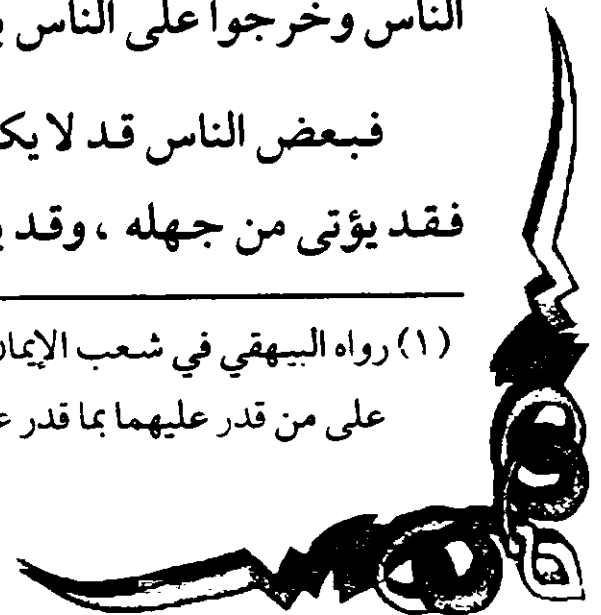 الناس وخرجوا على الناس
فبعض الناس قد لا
فقد يؤتى من جهله ، وقد
(١) رواه البيهقي في شعب الإيمان
على من قدر عليهما بما قدر